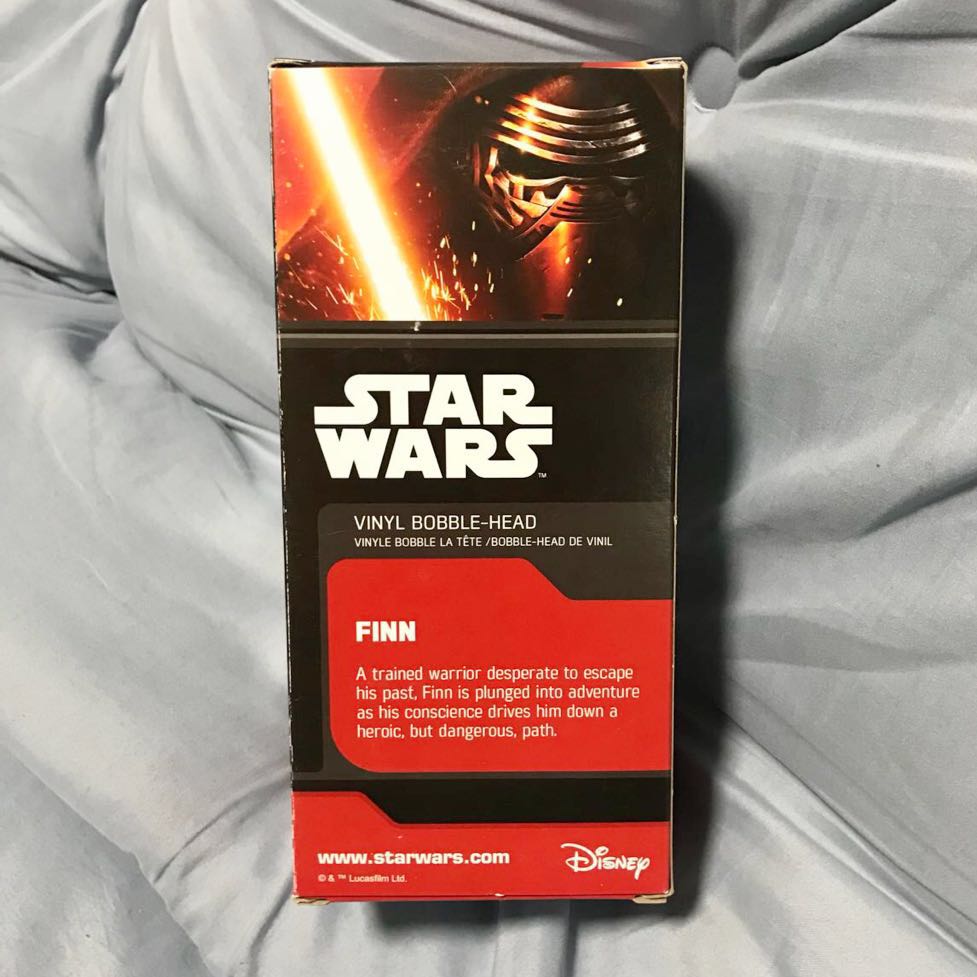 STAR
WARS
™
VINYL BOBBLE-HEAD
VINYLE BOBBLE LA TÊTE /BOBBLE-HEAD DE VINIL
FINN
A trained warrior desperate to escape
his past, Finn is plunged into adventure
as his conscience drives him down a
heroic, but dangerous, path.
www.starwars.com
Disney
© & ™ Lucasfilm Ltd.